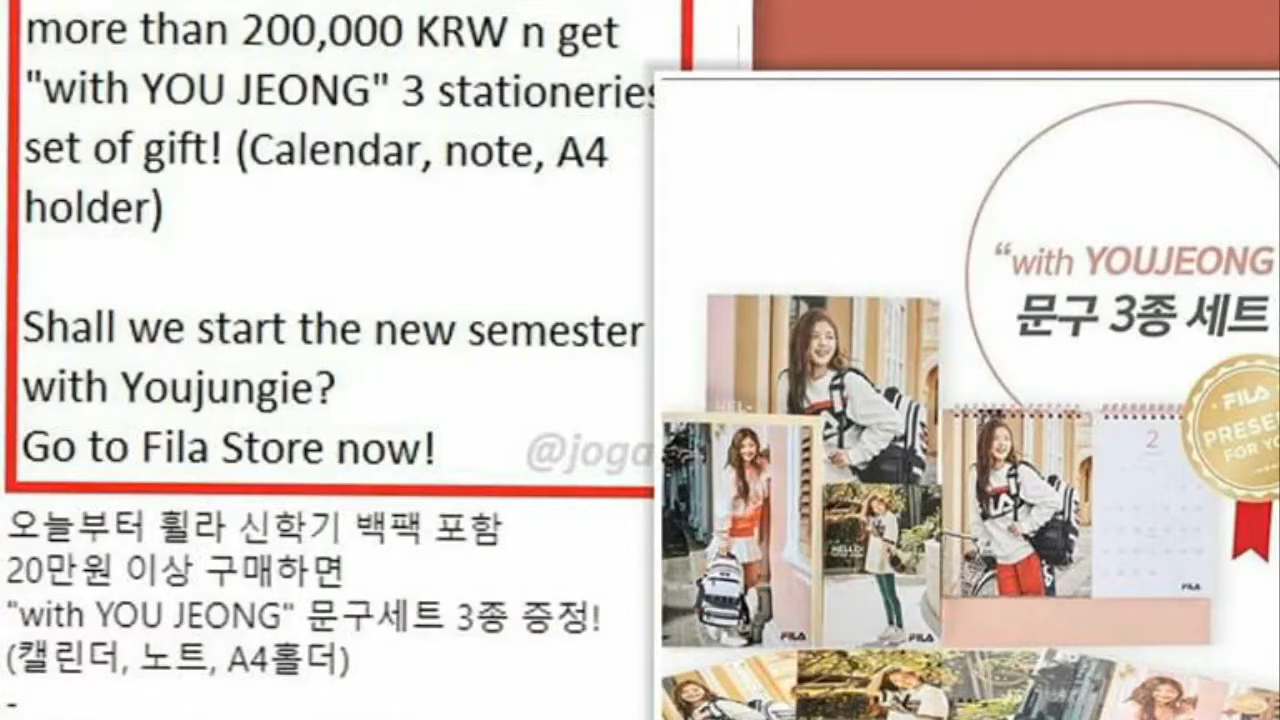 more than 200,000 KRW n get
"with YOU JEONG" 3 stationeries
set of gift! (Calendar, note, A4
holder)
Shall we start the new semester
with Youjungie?
Go to Fila Store now!
@joga
오늘부터 휠라 신학기 백팩 포함
20만원 이상 구매하면
"with YOU JEONG" 문구세트 3종 증정!
(캘린더, 노트, A4홀더)
-
"with YOUJEONG
문구 3종 세트
FILA
FOR
2
FILA
FILA
FILA